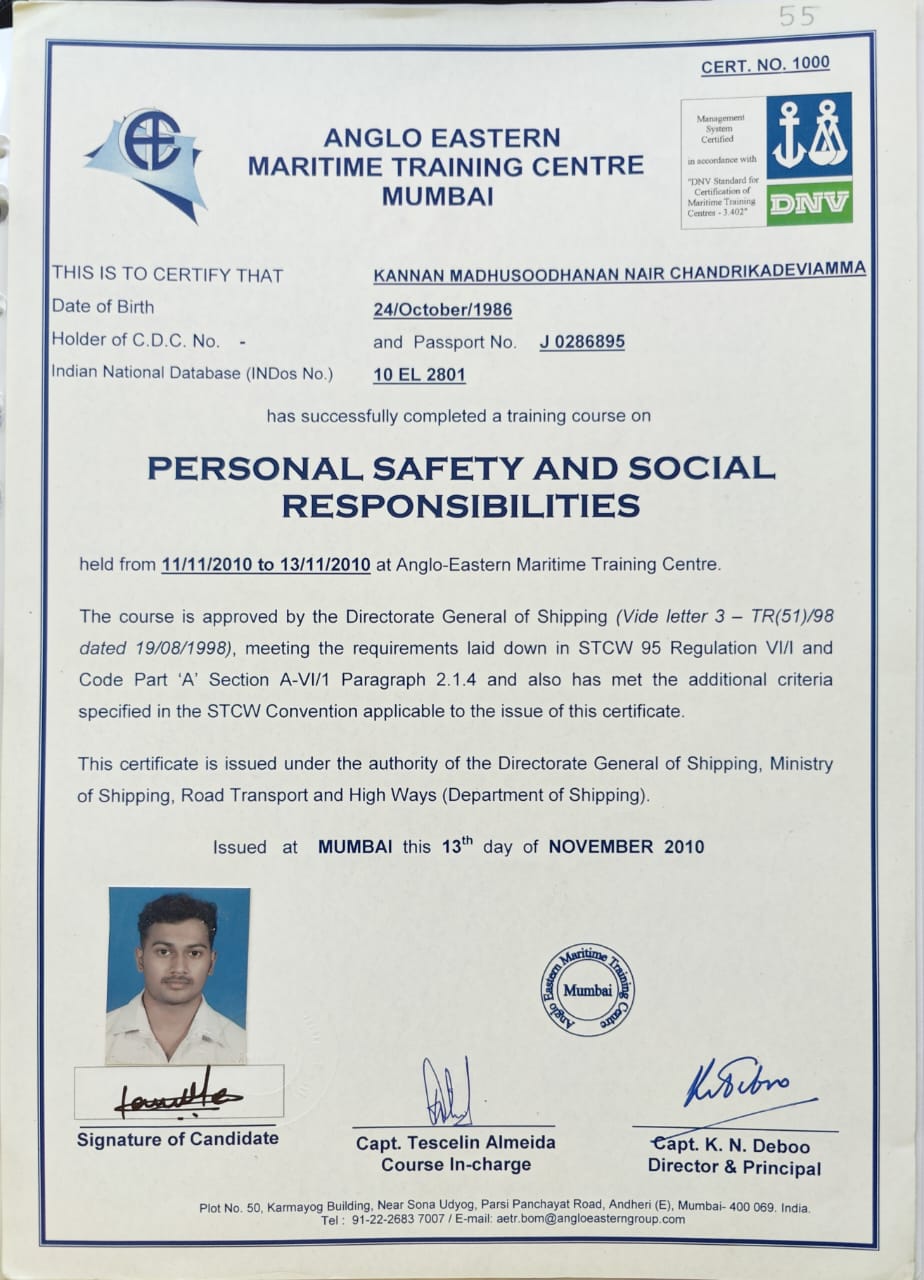 55
CERT. NO. 1000
ANGLO EASTERN
MARITIME TRAINING CENTRE
MUMBAI
Management
System
Certified
in accordance with
"DNV Standard for
Certification of
Maritime Training
Centres - 3.402"
DNV
THIS IS TO CERTIFY THAT KANNAN MADHUSOODHANAN NAIR CHANDRIKADEVIAMMA
Date of Birth 24/October/1986
Holder of C.D.C. No. - and Passport No. J 0286895
Indian National Database (INDos No.) 10 EL 2801
has successfully completed a training course on
PERSONAL SAFETY AND SOCIAL
RESPONSIBILITIES
held from 11/11/2010 to 13/11/2010 at Anglo-Eastern Maritime Training Centre.
The course is approved by the Directorate General of Shipping (Vide letter 3 – TR(51)/98
dated 19/08/1998), meeting the requirements laid down in STCW 95 Regulation VI/I and
Code Part ‘A’ Section A-VI/1 Paragraph 2.1.4 and also has met the additional criteria
specified in the STCW Convention applicable to the issue of this certificate.
This certificate is issued under the authority of the Directorate General of Shipping, Ministry
of Shipping, Road Transport and High Ways (Department of Shipping).
Issued at MUMBAI this 13th day of NOVEMBER 2010
Anglo Eastern Maritime Training Centre
Mumbai
Signature of Candidate
Capt. Tescelin Almeida
Course In-charge
Capt. K. N. Deboo
Director & Principal
Plot No. 50, Karmayog Building, Near Sona Udyog, Parsi Panchayat Road, Andheri (E), Mumbai- 400 069. India.
Tel : 91-22-2683 7007 / E-mail: aetr.bom@angloeasterngroup.com